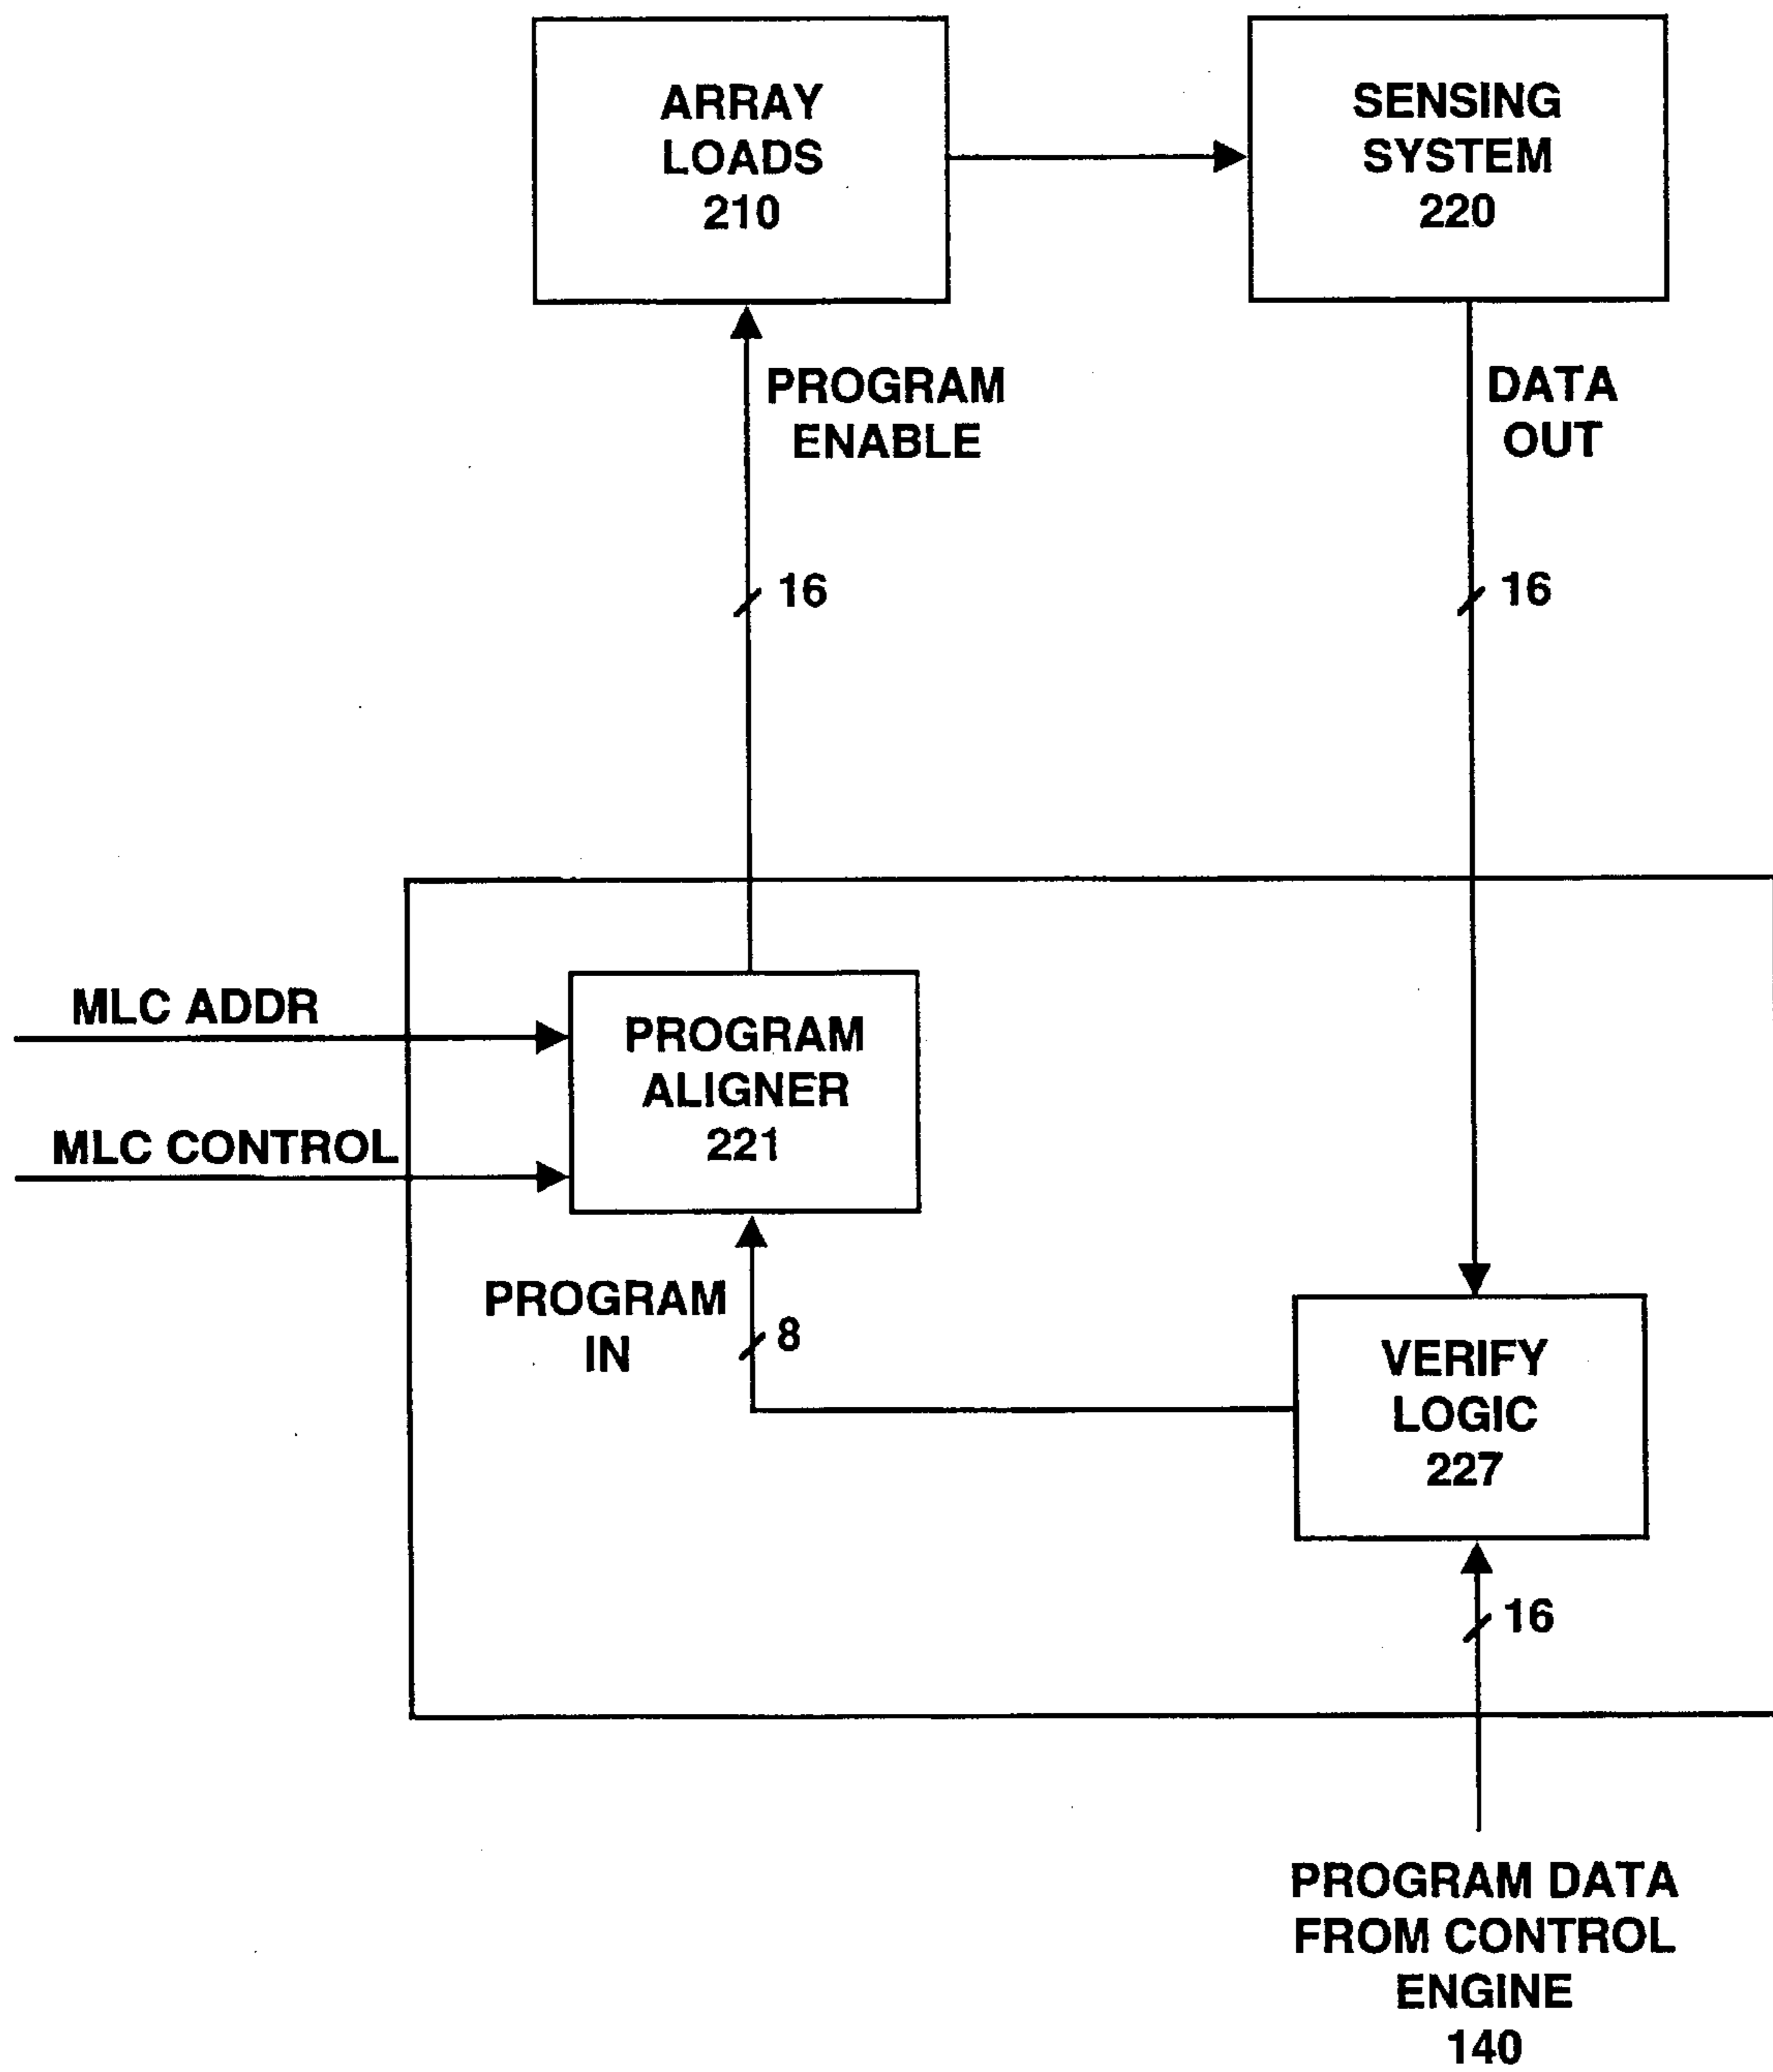 ARRAY
LOADS
210
SENSING
SYSTEM
220
PROGRAM
ENABLE
DATA
OUT
16
16
MLC ADDR
PROGRAM
ALIGNER
221
MLC CONTROL
PROGRAM
IN
8
VERIFY
LOGIC
227
16
PROGRAM DATA
FROM CONTROL
ENGINE
140